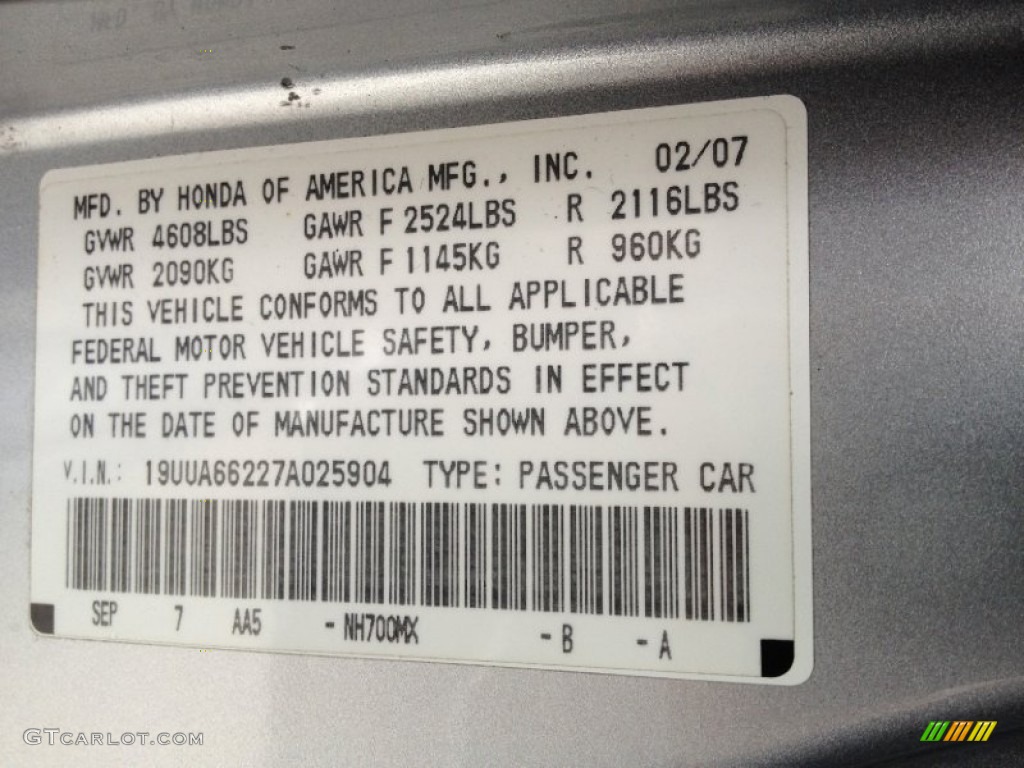 MFD. BY HONDA OF AMERICA MFG., INC. 02/07
GVWR 4608LBS GAWR F 2524LBS R 2116LBS
GVWR 2090KG GAWR F 1145KG R 960KG
THIS VEHICLE CONFORMS TO ALL APPLICABLE
FEDERAL MOTOR VEHICLE SAFETY, BUMPER,
AND THEFT PREVENTION STANDARDS IN EFFECT
ON THE DATE OF MANUFACTURE SHOWN ABOVE.
V.I.N.: 19UUA66227A025904 TYPE: PASSENGER CAR
SEP 7 AA5 - NH700MX - B - A
GTCARLOT.COM